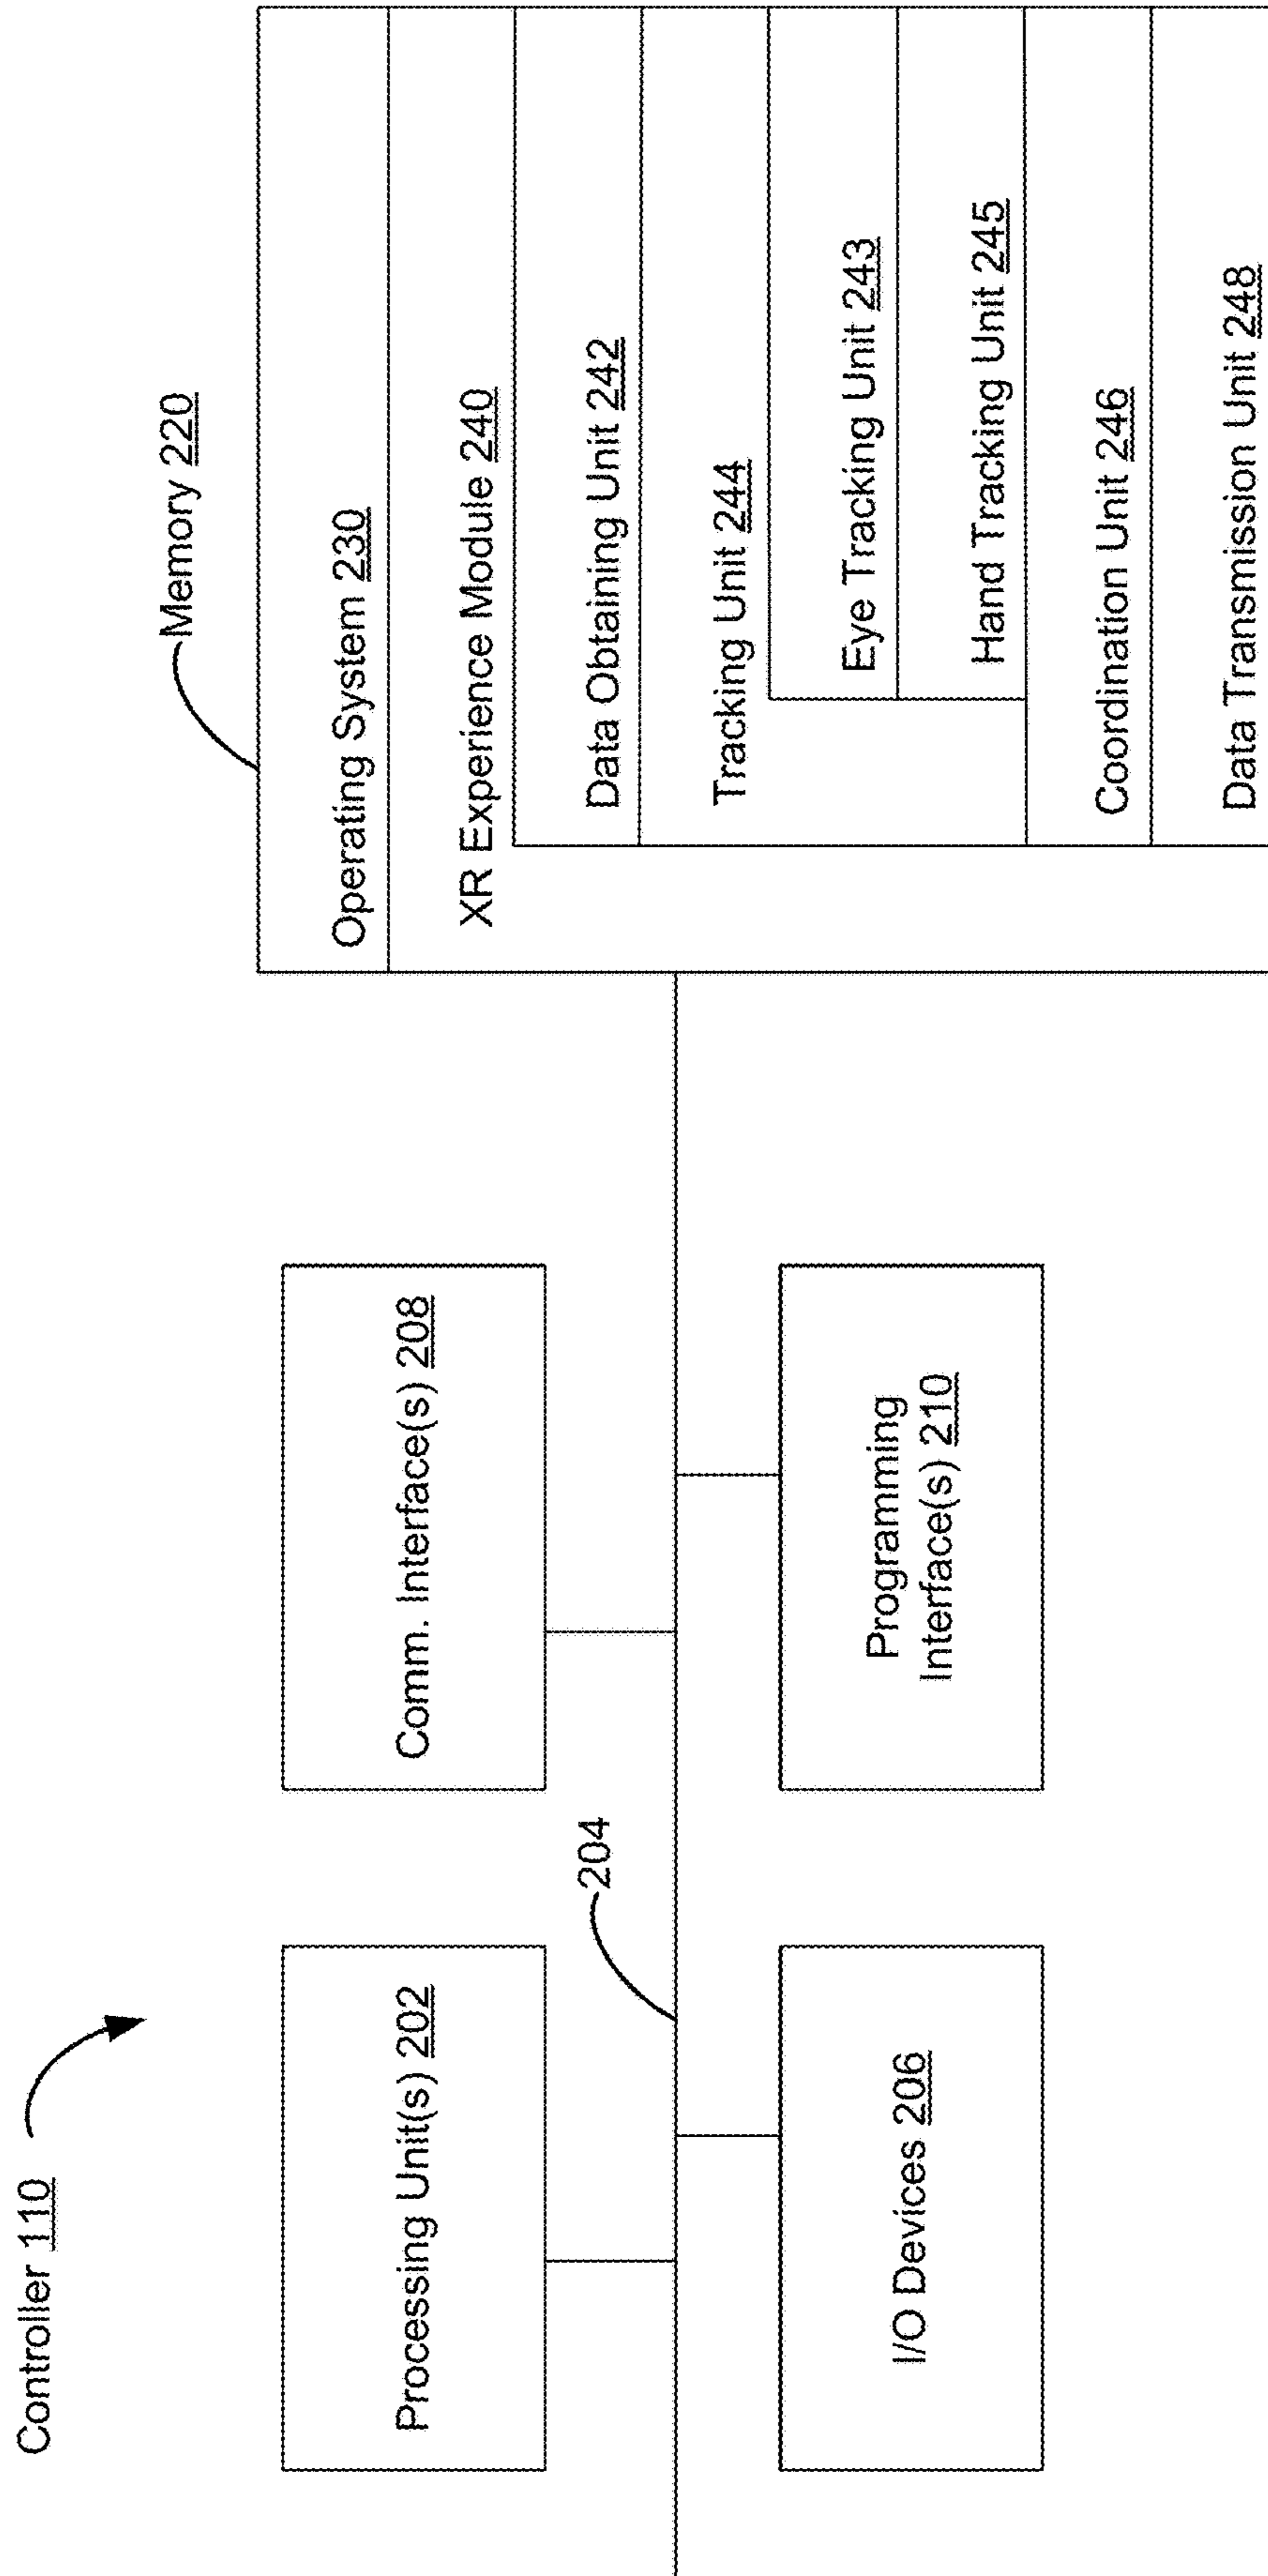 Controller 110
Processing Unit(s) 202
Comm. Interface(s) 208
204
I/O Devices 206
Programming
Interface(s) 210
Memory 220
Operating System 230
XR Experience Module 240
Data Obtaining Unit 242
Tracking Unit 244
Eye Tracking Unit 243
Hand Tracking Unit 245
Coordination Unit 246
Data Transmission Unit 248